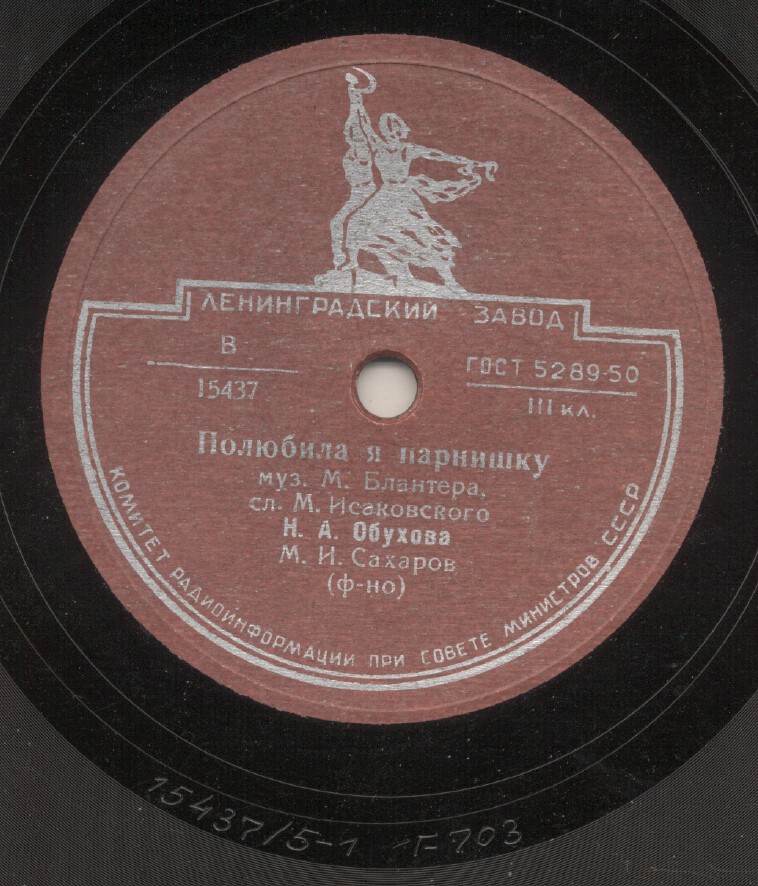 ЛЕНИНГРАДСКИЙ ЗАВОД
В
15437
ГОСТ 5289-50
III кл.
Полюбила я парнишку
муз. М. Блантера,
сл. М. Исаковского
Н. А. Обухова
М. И. Сахаров
(ф-но)
КОМИТЕТ РАДИОИНФОРМАЦИИ ПРИ СОВЕТЕ МИНИСТРОВ СССР
15437/5-1 Г703